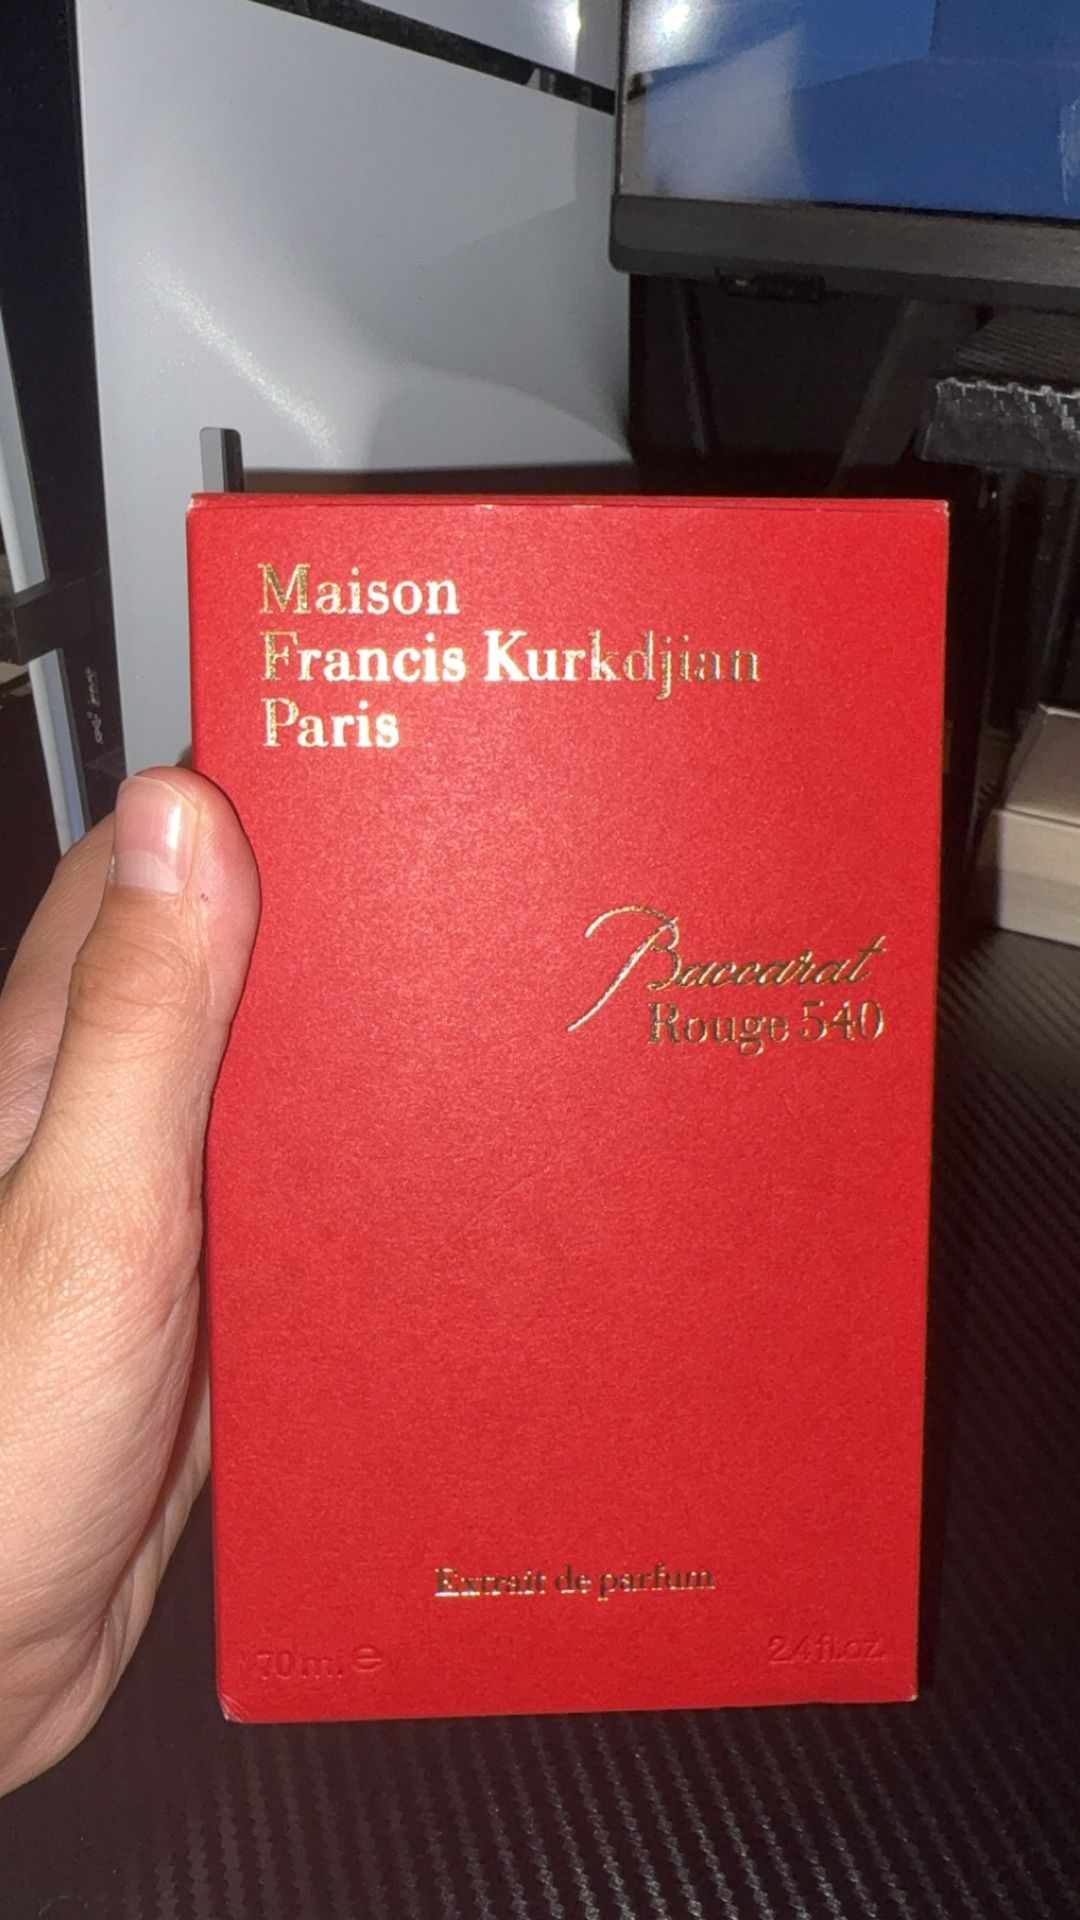 Maison
Francis Kurkdjian
Paris
Baccarat
Rouge 540
Extrait de parfum
70 ml e 2.4 fl.oz.